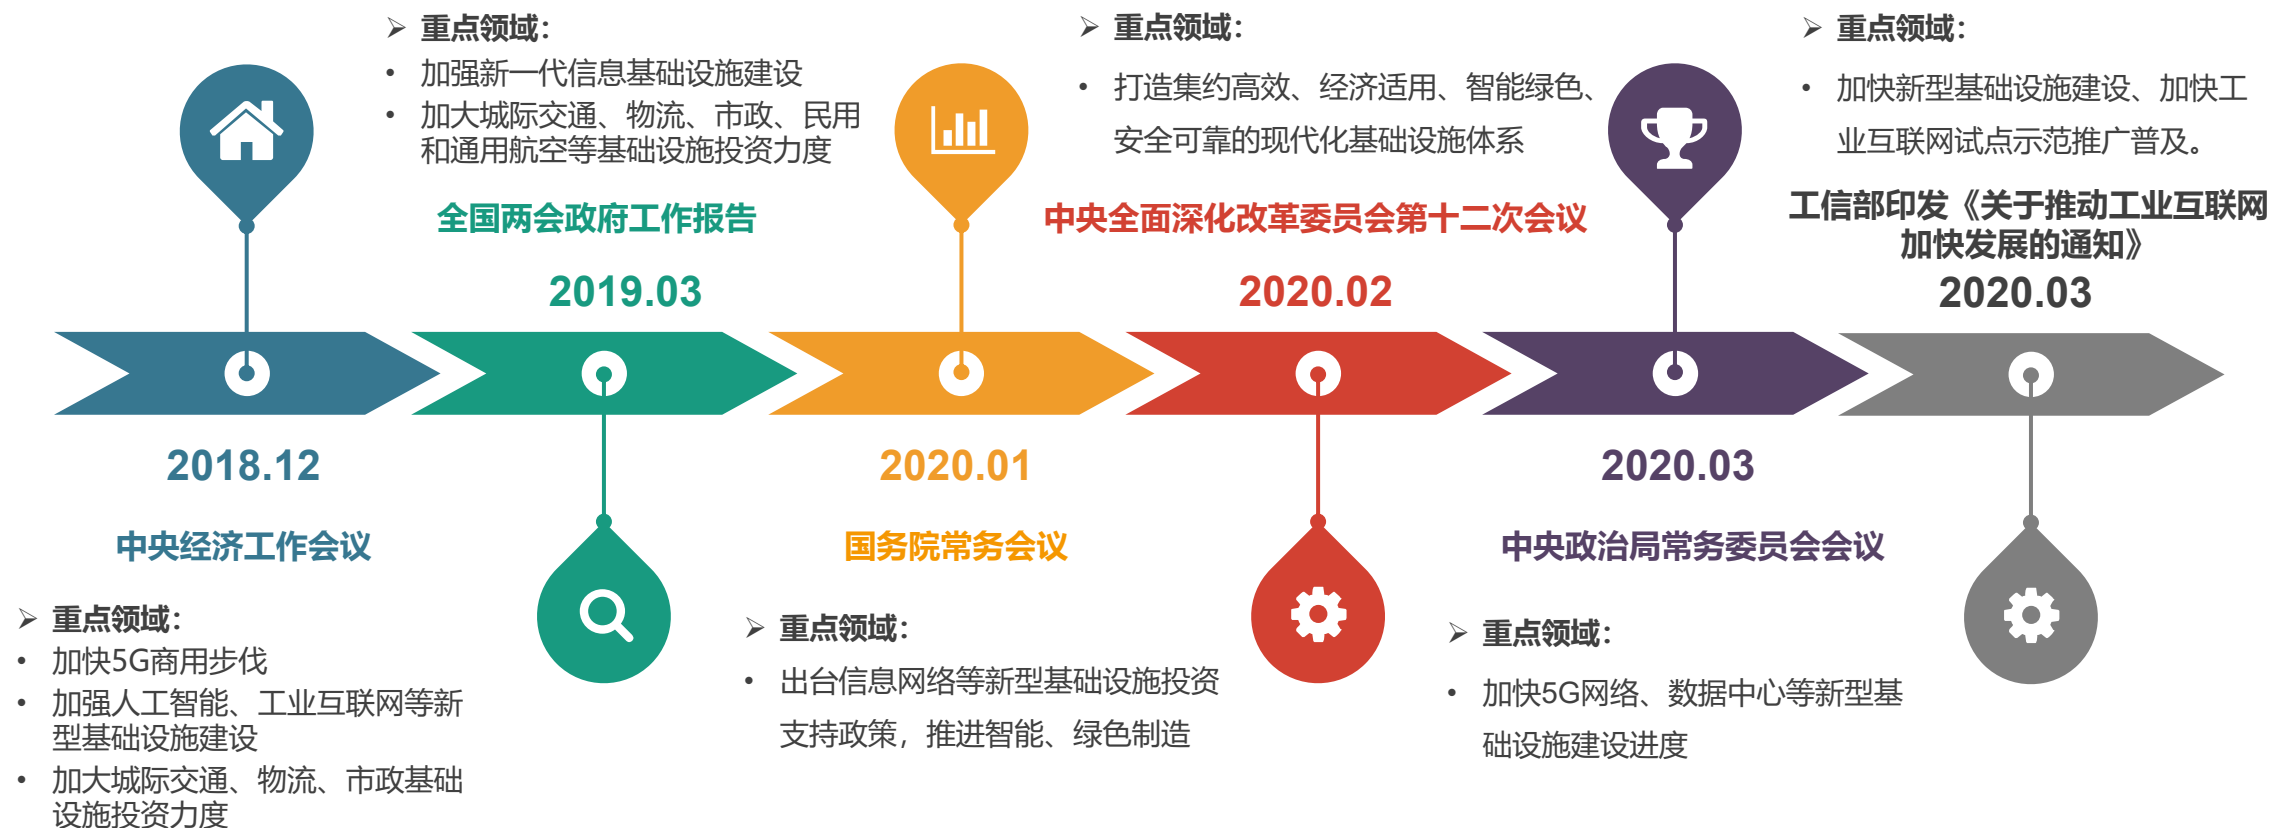 2018.12
中央经济工作会议
➢ 重点领域：
• 加快5G商用步伐
• 加强人工智能、工业互联网等新
型基础设施建设
• 加大城际交通、物流、市政基础
设施投资力度
➢ 重点领域：
• 加强新一代信息基础设施建设
• 加大城际交通、物流、市政、民用
和通用航空等基础设施投资力度
全国两会政府工作报告
2019.03
2020.01
国务院常务会议
➢ 重点领域：
• 出台信息网络等新型基础设施投资
支持政策，推进智能、绿色制造
➢ 重点领域：
• 打造集约高效、经济适用、智能绿色、
安全可靠的现代化基础设施体系
中央全面深化改革委员会第十二次会议
2020.02
2020.03
中央政治局常务委员会会议
➢ 重点领域：
• 加快5G网络、数据中心等新型基
础设施建设进度
➢ 重点领域：
• 加快新型基础设施建设、加快工
业互联网试点示范推广普及。
工信部印发《关于推动工业互联网
加快发展的通知》
2020.03